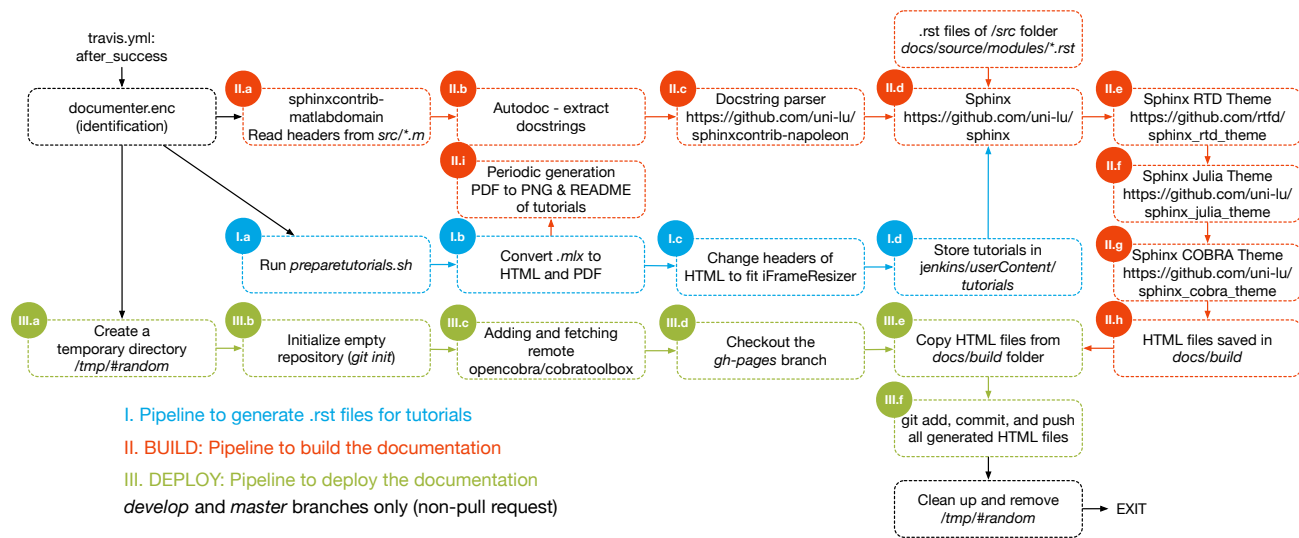 travis.yml:
after_success
.rst files of /src folder
docs/source/modules/*.rst
documenter.enc
(identification)
II.a
sphinxcontrib-
matlabdomain
Read headers from src/*.m
II.b
Autodoc - extract
docstrings
II.c
Docstring parser
https://github.com/uni-lu/
sphinxcontrib-napoleon
II.d
Sphinx
https://github.com/uni-lu/
sphinx
II.e
Sphinx RTD Theme
https://github.com/rtfd/
sphinx_rtd_theme
II.i
Periodic generation
PDF to PNG & README
of tutorials
II.f
Sphinx Julia Theme
https://github.com/uni-lu/
sphinx_julia_theme
I.a
Run preparetutorials.sh
I.b
Convert .mlx to
HTML and PDF
I.c
Change headers of
HTML to fit iFrameResizer
I.d
Store tutorials in
jenkins/userContent/
tutorials
II.g
Sphinx COBRA Theme
https://github.com/uni-lu/
sphinx_cobra_theme
III.a
Create a
temporary directory
/tmp/#random
III.b
Initialize empty
repository (git init)
III.c
Adding and fetching
remote
opencobra/cobratoolbox
III.d
Checkout the
gh-pages branch
III.e
Copy HTML files from
docs/build folder
II.h
HTML files saved in
docs/build
III.f
git add, commit, and push
all generated HTML files
I. Pipeline to generate .rst files for tutorials
II. BUILD: Pipeline to build the documentation
III. DEPLOY: Pipeline to deploy the documentation
develop and master branches only (non-pull request)
Clean up and remove
/tmp/#random
EXIT